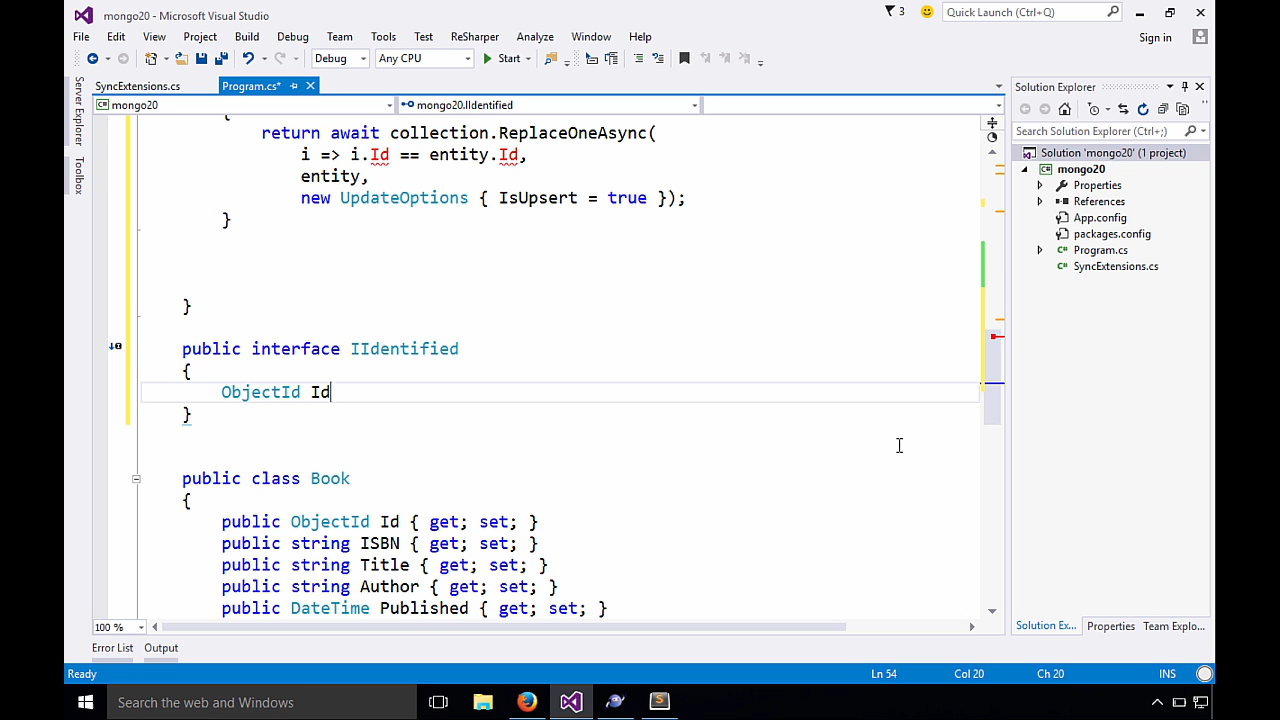 mongo20 - Microsoft Visual Studio
3
Quick Launch (Ctrl+Q)
File Edit View Project Build Debug Team Tools Test ReSharper Analyze Window Help
Sign in
Debug
Any CPU
Start
Server Explorer
Toolbox
SyncExtensions.cs
Program.cs*
mongo20
mongo20.IIdentified
{
return await collection.ReplaceOneAsync(
i => i.Id == entity.Id,
entity,
new UpdateOptions { IsUpsert = true });
}
}
public interface IIdentified
{
ObjectId Id
}
public class Book
{
public ObjectId Id { get; set; }
public string ISBN { get; set; }
public string Title { get; set; }
public string Author { get; set; }
public DateTime Published { get; set; }
100 %
Solution Explorer
Search Solution Explorer (Ctrl+;)
Solution 'mongo20' (1 project)
mongo20
Properties
References
App.config
packages.config
Program.cs
SyncExtensions.cs
Solution Ex... Properties Team Explo...
Error List Output
Ready
Ln 54
Col 20
Ch 20
INS
Search the web and Windows